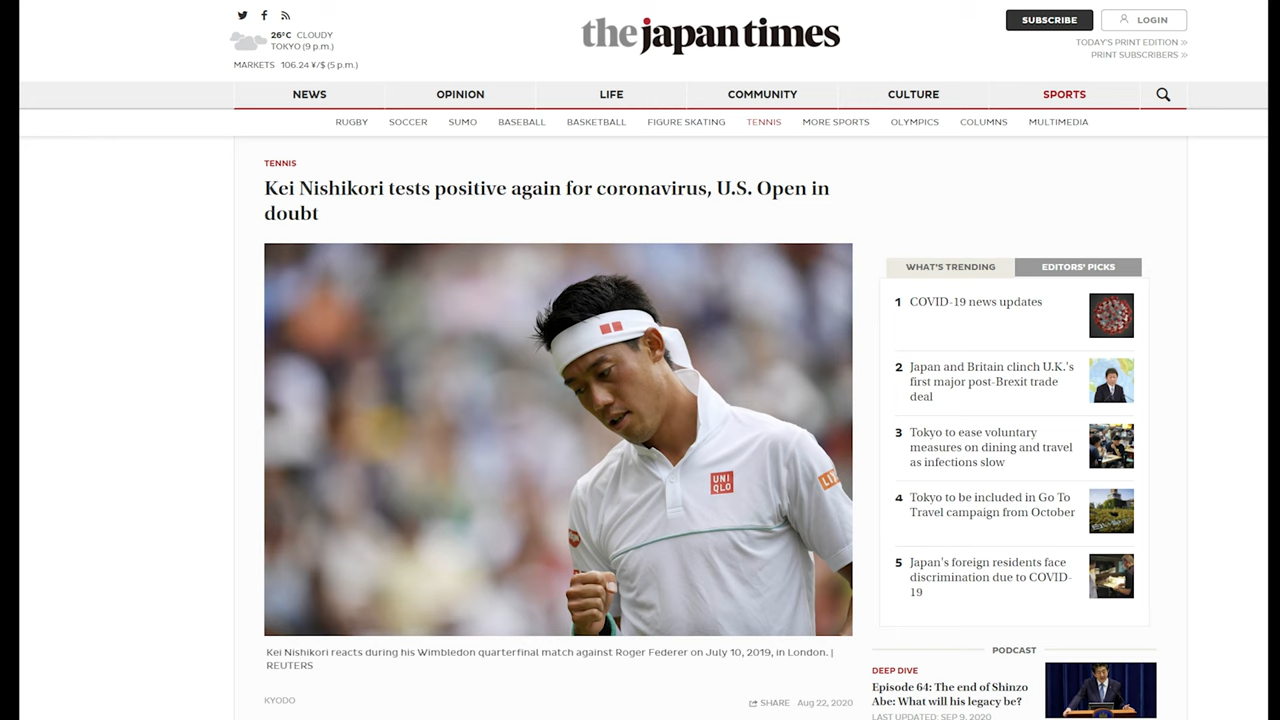 26°C CLOUDY
TOKYO (9 p.m.)
MARKETS 106.24 ¥/$ (5 p.m.)
the japan times
SUBSCRIBE
LOGIN
TODAY'S PRINT EDITION »
PRINT SUBSCRIBERS »
NEWS OPINION LIFE COMMUNITY CULTURE SPORTS
RUGBY SOCCER SUMO BASEBALL BASKETBALL FIGURE SKATING TENNIS MORE SPORTS OLYMPICS COLUMNS MULTIMEDIA
TENNIS
Kei Nishikori tests positive again for coronavirus, U.S. Open in
doubt
UNI
QLO
LIX
Kei Nishikori reacts during his Wimbledon quarterfinal match against Roger Federer on July 10, 2019, in London. |
REUTERS
KYODO
SHARE Aug 22, 2020
WHAT'S TRENDING EDITORS' PICKS
1 COVID-19 news updates
2 Japan and Britain clinch U.K.'s
first major post-Brexit trade
deal
3 Tokyo to ease voluntary
measures on dining and travel
as infections slow
4 Tokyo to be included in Go To
Travel campaign from October
5 Japan's foreign residents face
discrimination due to COVID-
19
PODCAST
DEEP DIVE
Episode 64: The end of Shinzo
Abe: What will his legacy be?
LAST UPDATED: SEP 9, 2020